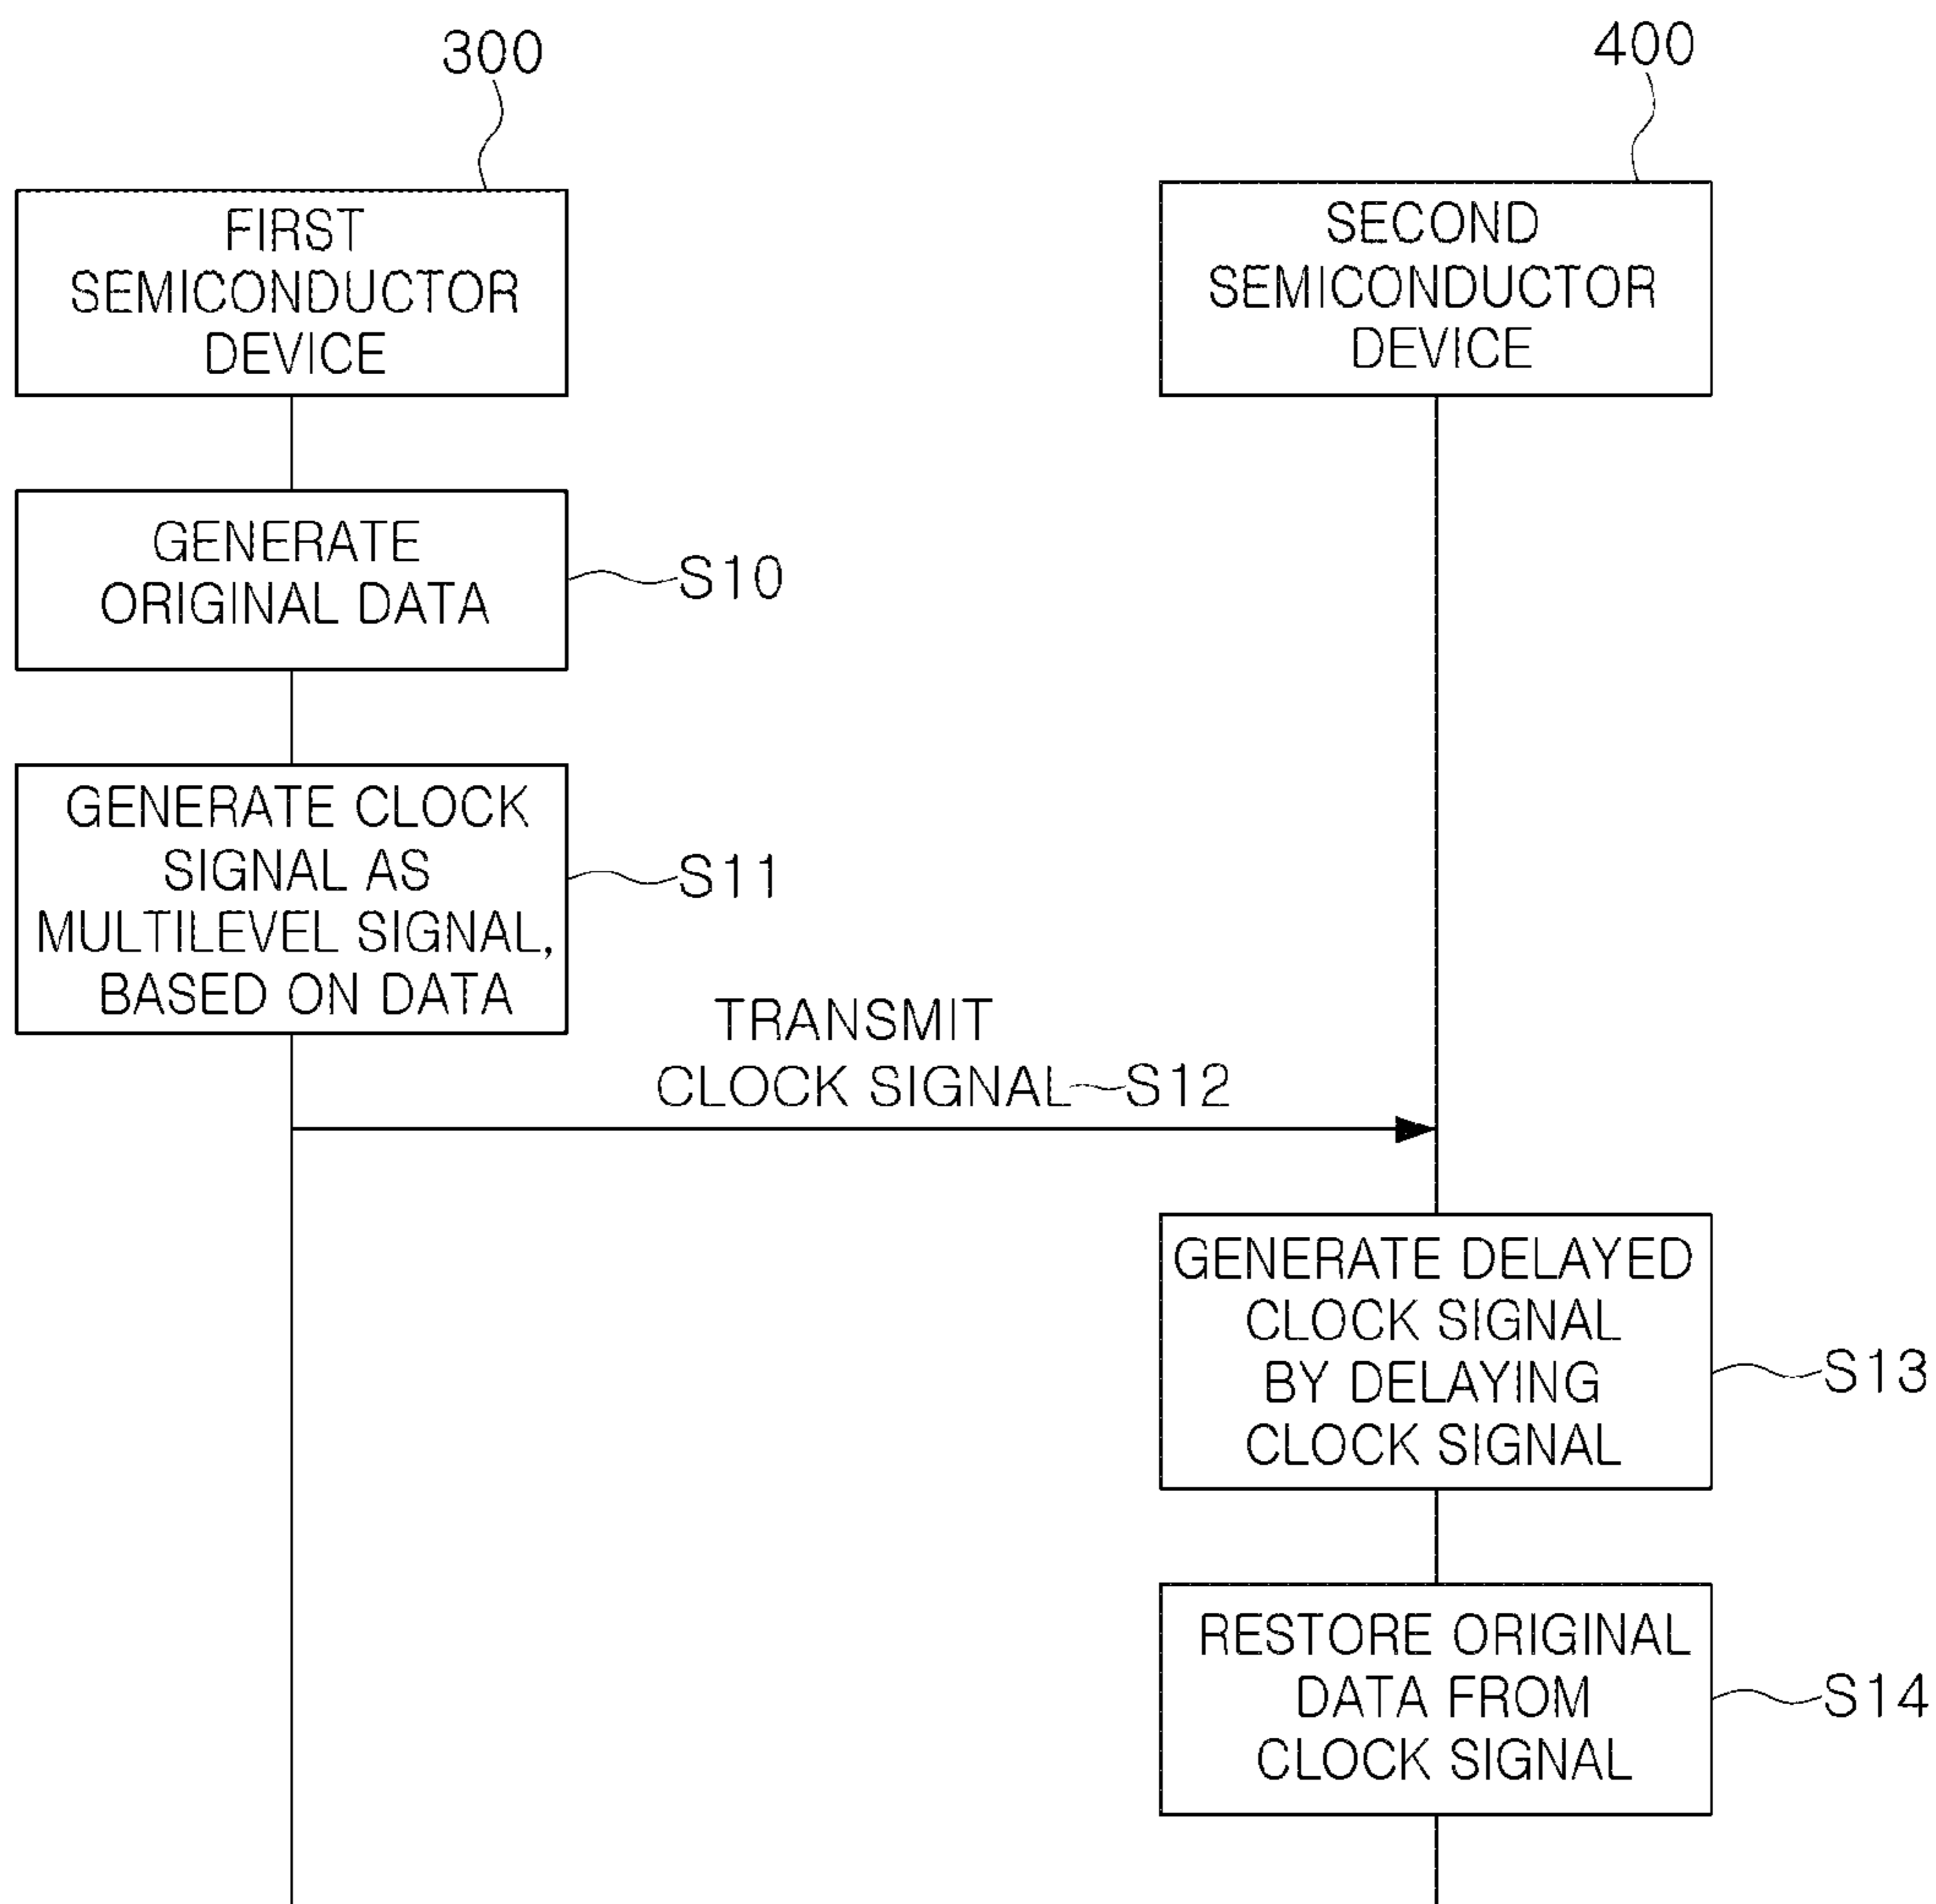 300
400
FIRST
SEMICONDUCTOR
DEVICE
SECOND
SEMICONDUCTOR
DEVICE
GENERATE
ORIGINAL DATA
S10
GENERATE CLOCK
SIGNAL AS
MULTILEVEL SIGNAL,
BASED ON DATA
S11
TRANSMIT
CLOCK SIGNAL
S12
GENERATE DELAYED
CLOCK SIGNAL
BY DELAYING
CLOCK SIGNAL
S13
RESTORE ORIGINAL
DATA FROM
CLOCK SIGNAL
S14